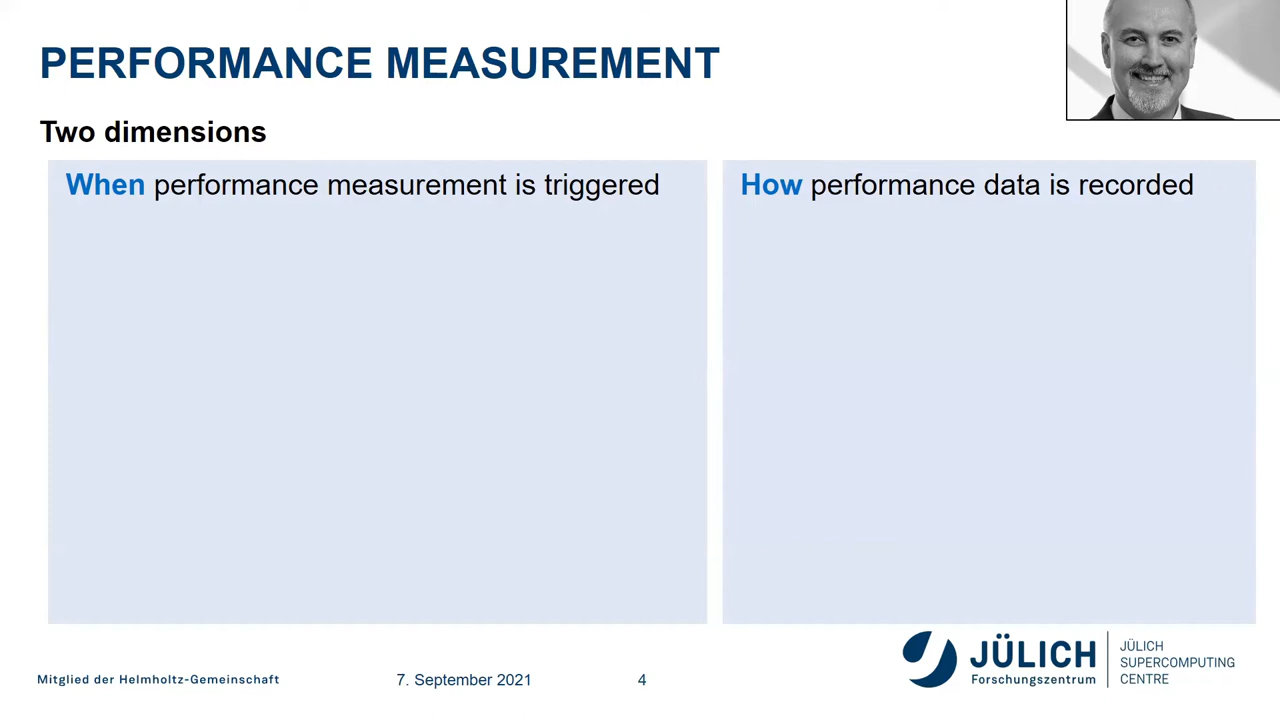 PERFORMANCE MEASUREMENT
Two dimensions
When performance measurement is triggered
How performance data is recorded
Mitglied der Helmholtz-Gemeinschaft
7. September 2021
4
JÜLICH
Forschungszentrum
JÜLICH
SUPERCOMPUTING
CENTRE